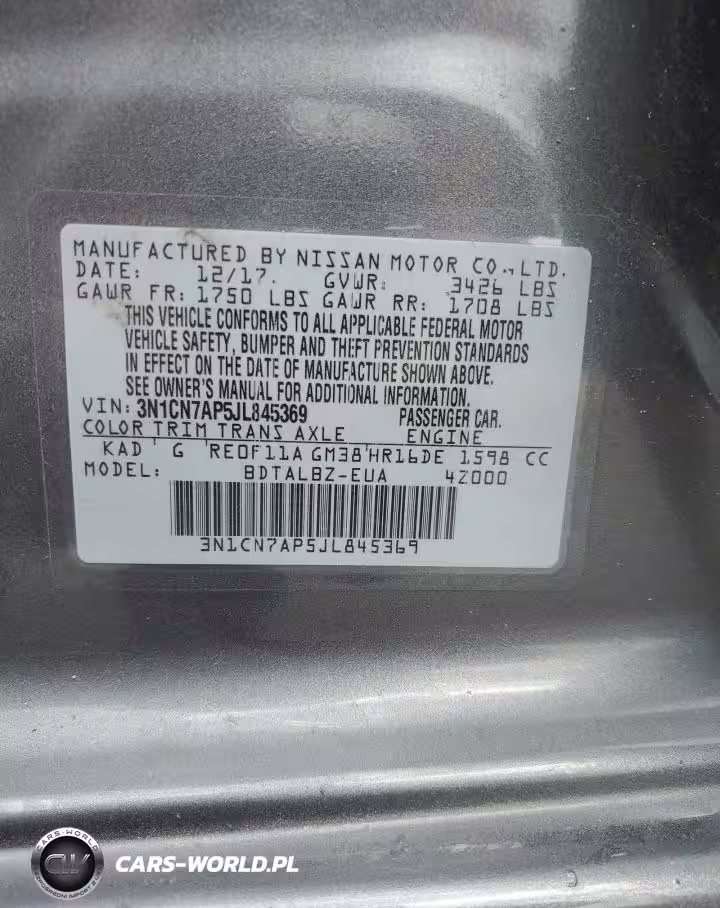 MANUFACTURED BY NISSAN MOTOR CO.,LTD.
DATE: 12/17. GVWR: 3426 LBS
GAWR FR: 1750 LBS GAWR RR: 1708 LBS
THIS VEHICLE CONFORMS TO ALL APPLICABLE FEDERAL MOTOR
VEHICLE SAFETY, BUMPER AND THEFT PREVENTION STANDARDS
IN EFFECT ON THE DATE OF MANUFACTURE SHOWN ABOVE.
SEE OWNER'S MANUAL FOR ADDITIONAL INFORMATION.
VIN: 3N1CN7AP5JL845369 PASSENGER CAR.
COLOR TRIM TRANS AXLE ENGINE
KAD G RE0F11A GM38 HR16DE 1598 CC
MODEL: BDTALBZ-EUA 4Z000
3N1CN7AP5JL845369
CARS-WORLD.PL
CARS-WORLD
CW